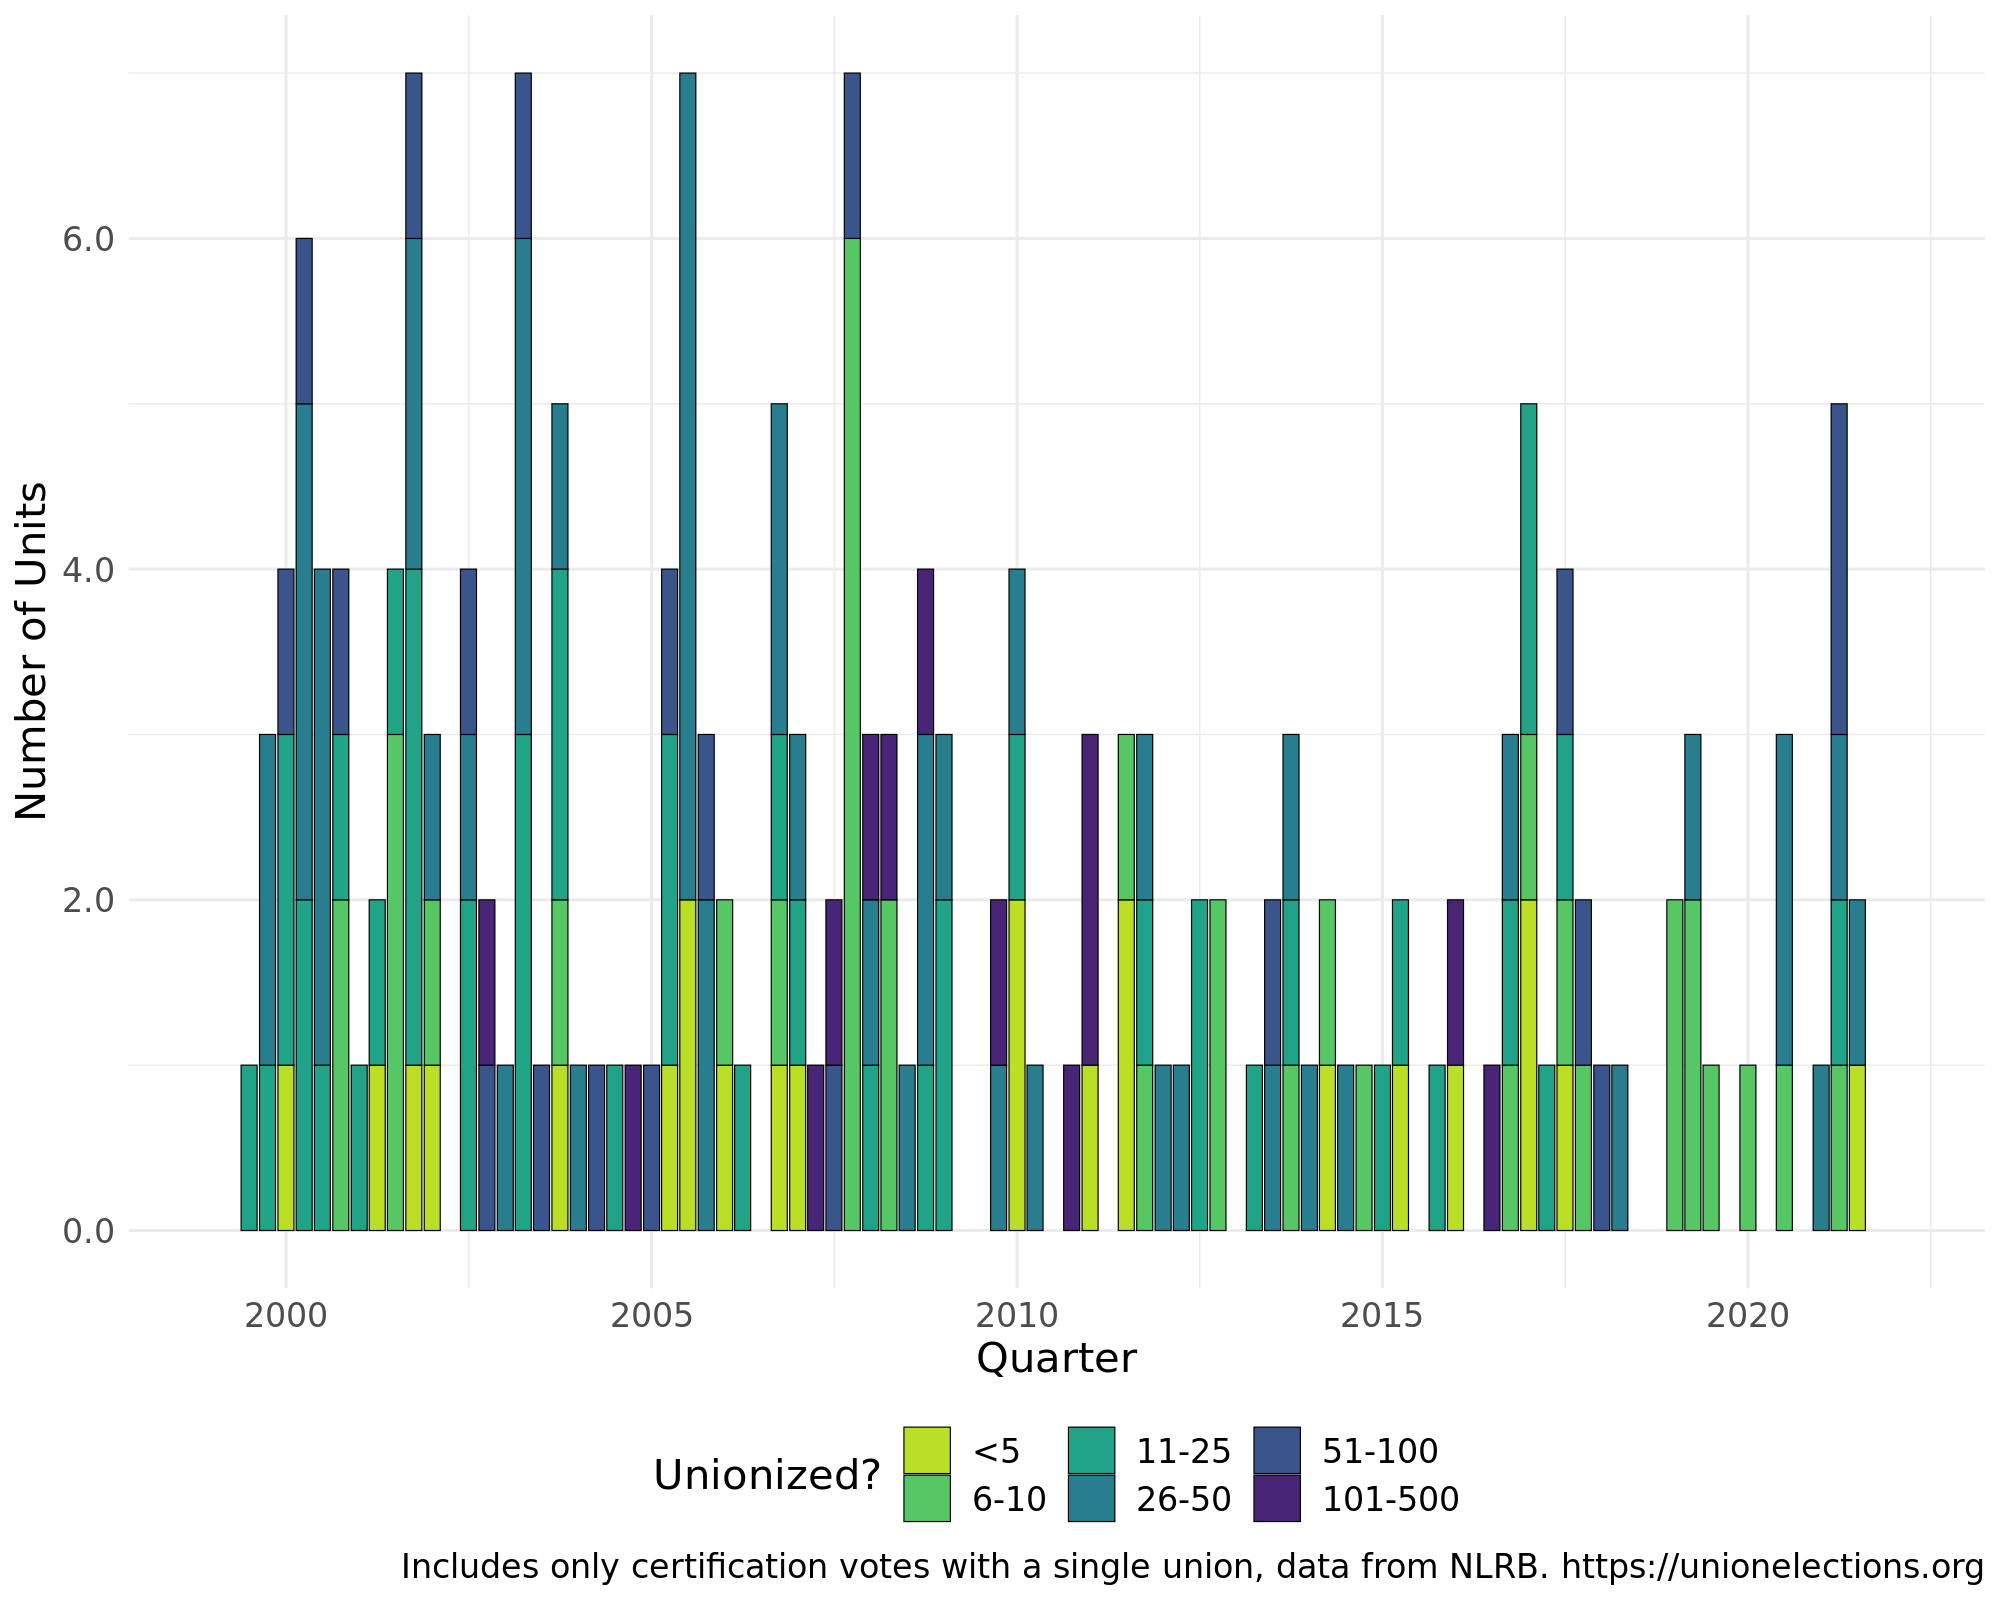 6.0
4.0
2.0
0.0
Number of Units
2000 2005 2010 2015 2020
Quarter
Unionized?
<5 11-25 51-100
6-10 26-50 101-500
Includes only certification votes with a single union, data from NLRB. https://unionelections.org